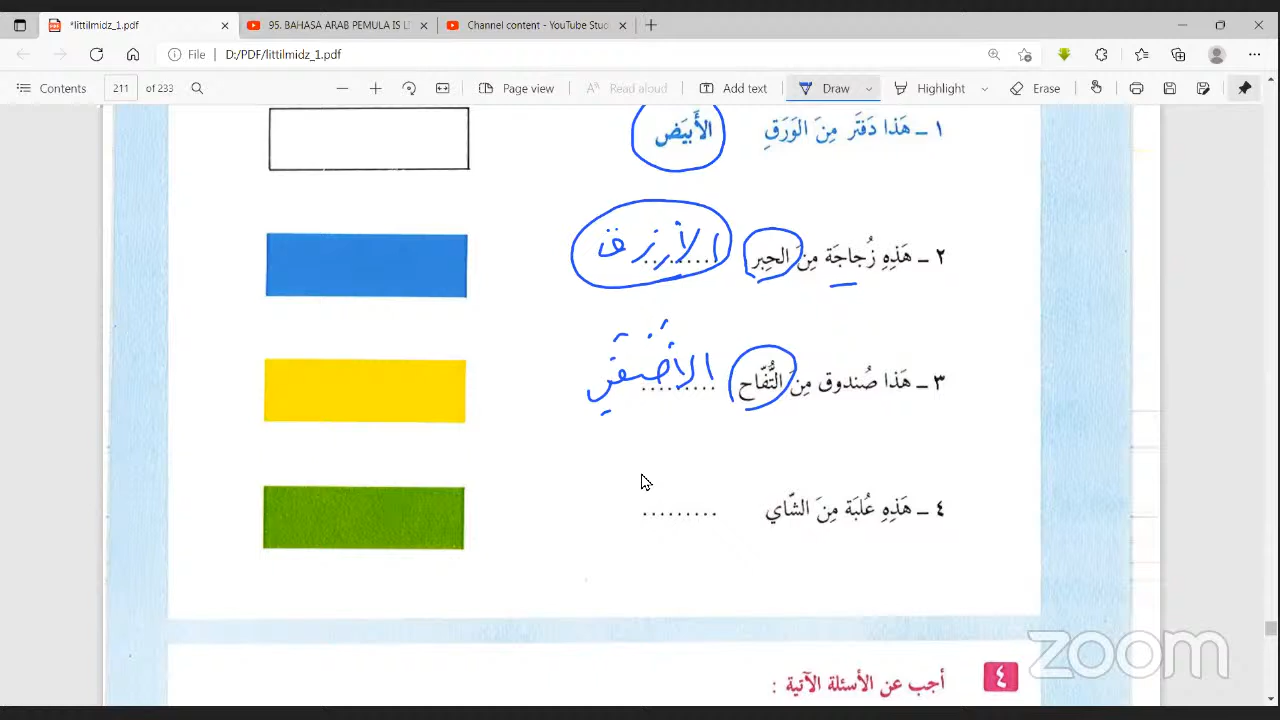 *littilmidz_1.pdf
95. BAHASA ARAB PEMULA IS LI
Channel content - YouTube Stud
File D:/PDF/littilmidz_1.pdf
Contents 211 of 233 Page view Read aloud Add text Draw Highlight Erase
١ ـ هَذا دَفتَر مِنَ الوَرَقِ الأَبيَض
٢ ـ هَذِهِ زُجاجَة مِنَ الحِبر الأزرق
٣ ـ هَذا صُندوق مِنَ التُّفّاح .........
٤ ـ هَذِهِ عُلبَة مِنَ الشّاي .........
zoom
٤ أجب عن الأسئلة الآتية :